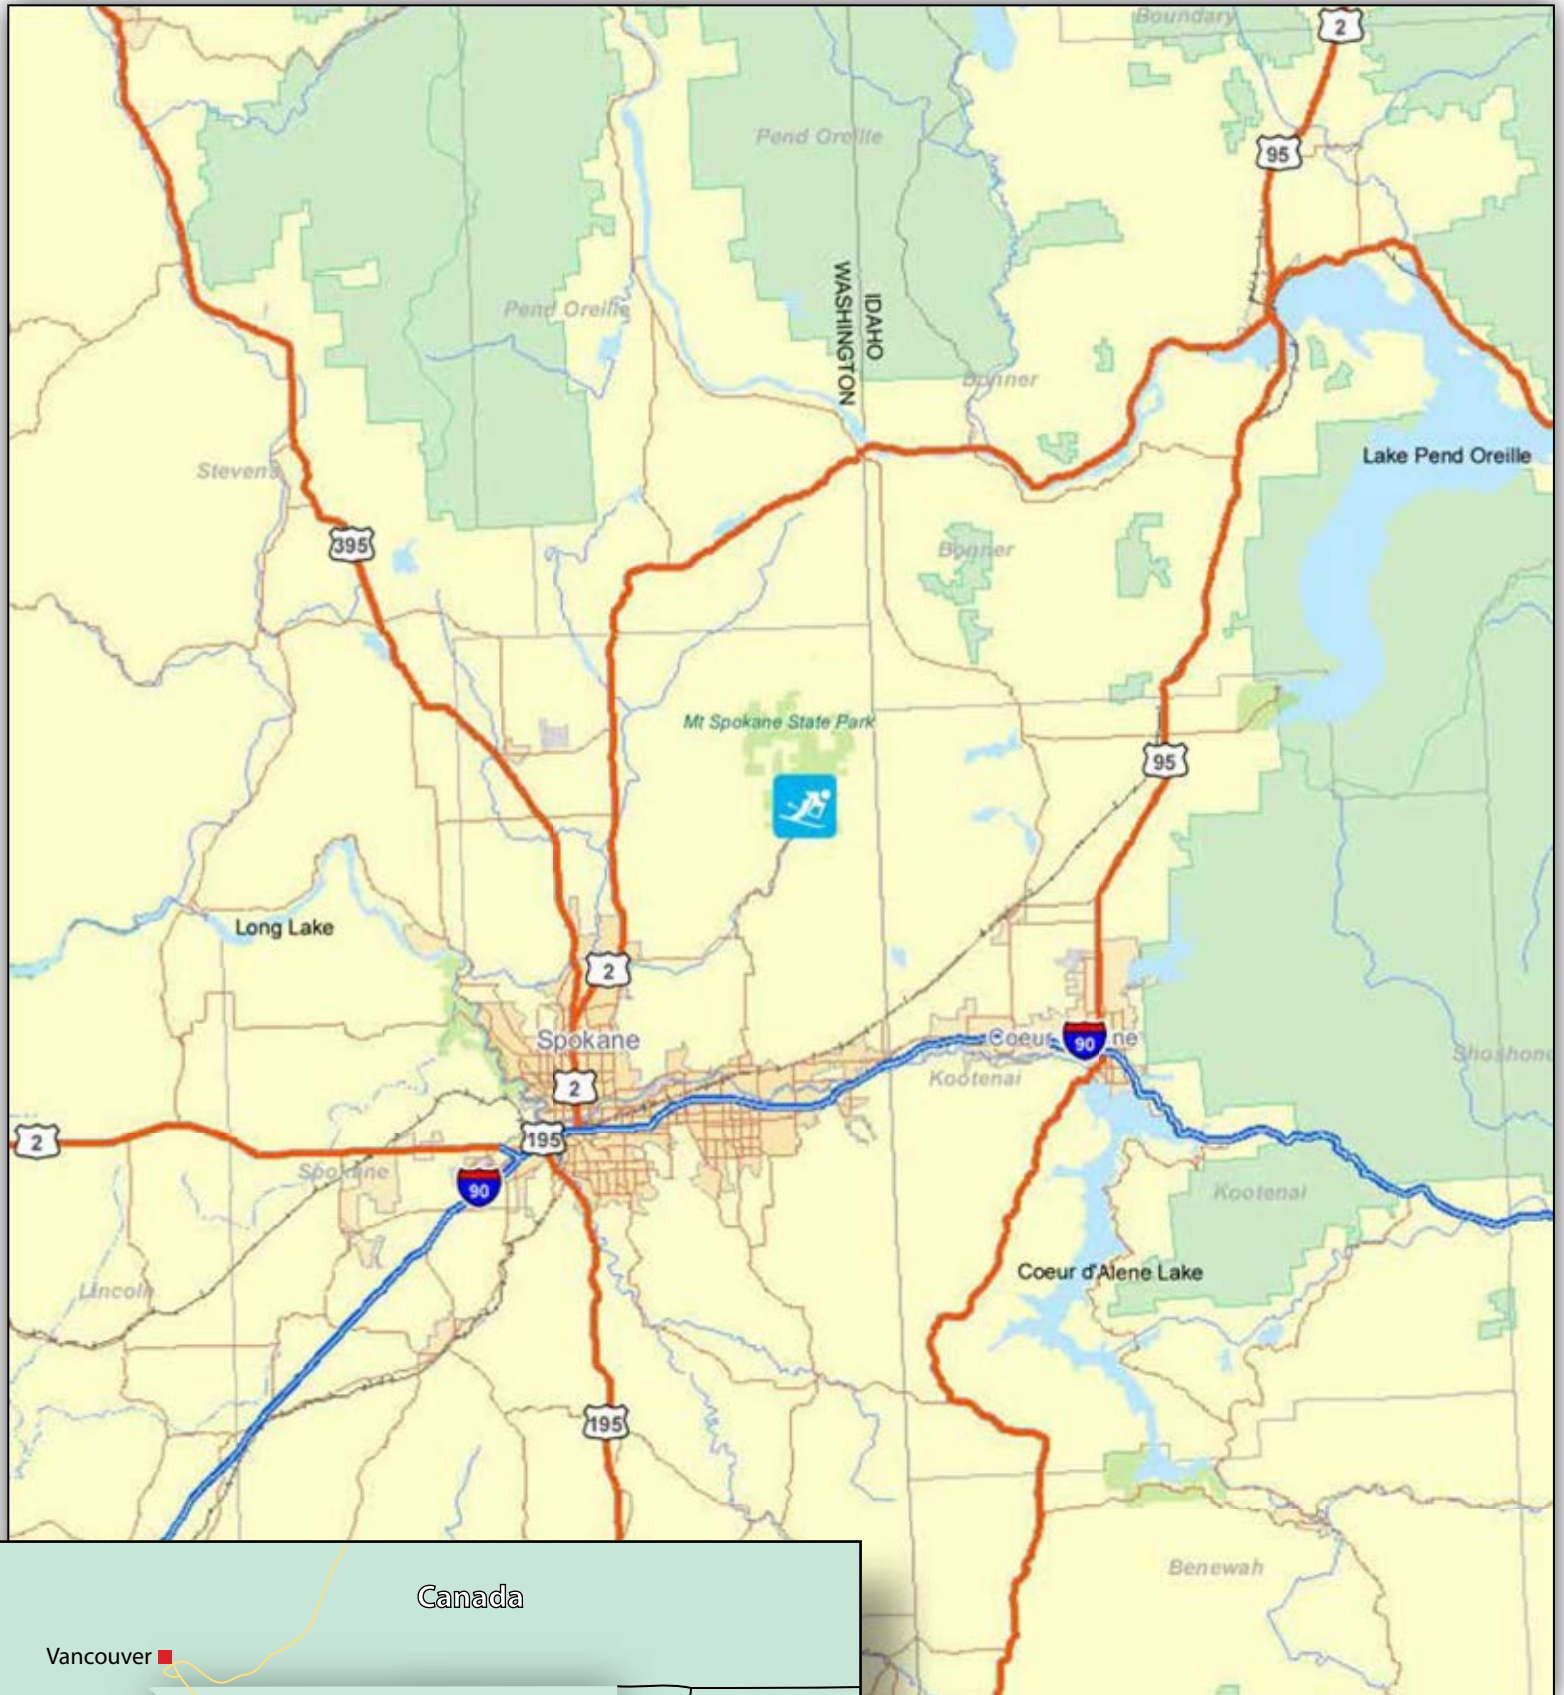 Boundary
2
Pend Oreille
95
IDAHO
WASHINGTON
Pend Oreille
Bonner
Lake Pend Oreille
Stevens
395
Bonner
Mt Spokane State Park
95
Long Lake
2
Spokane
Coeur
90
ne
Shoshone
2
Kootenai
2
195
Spokane
90
Kootenai
Coeur d'Alene Lake
Lincoln
195
Benewah
Canada
Vancouver